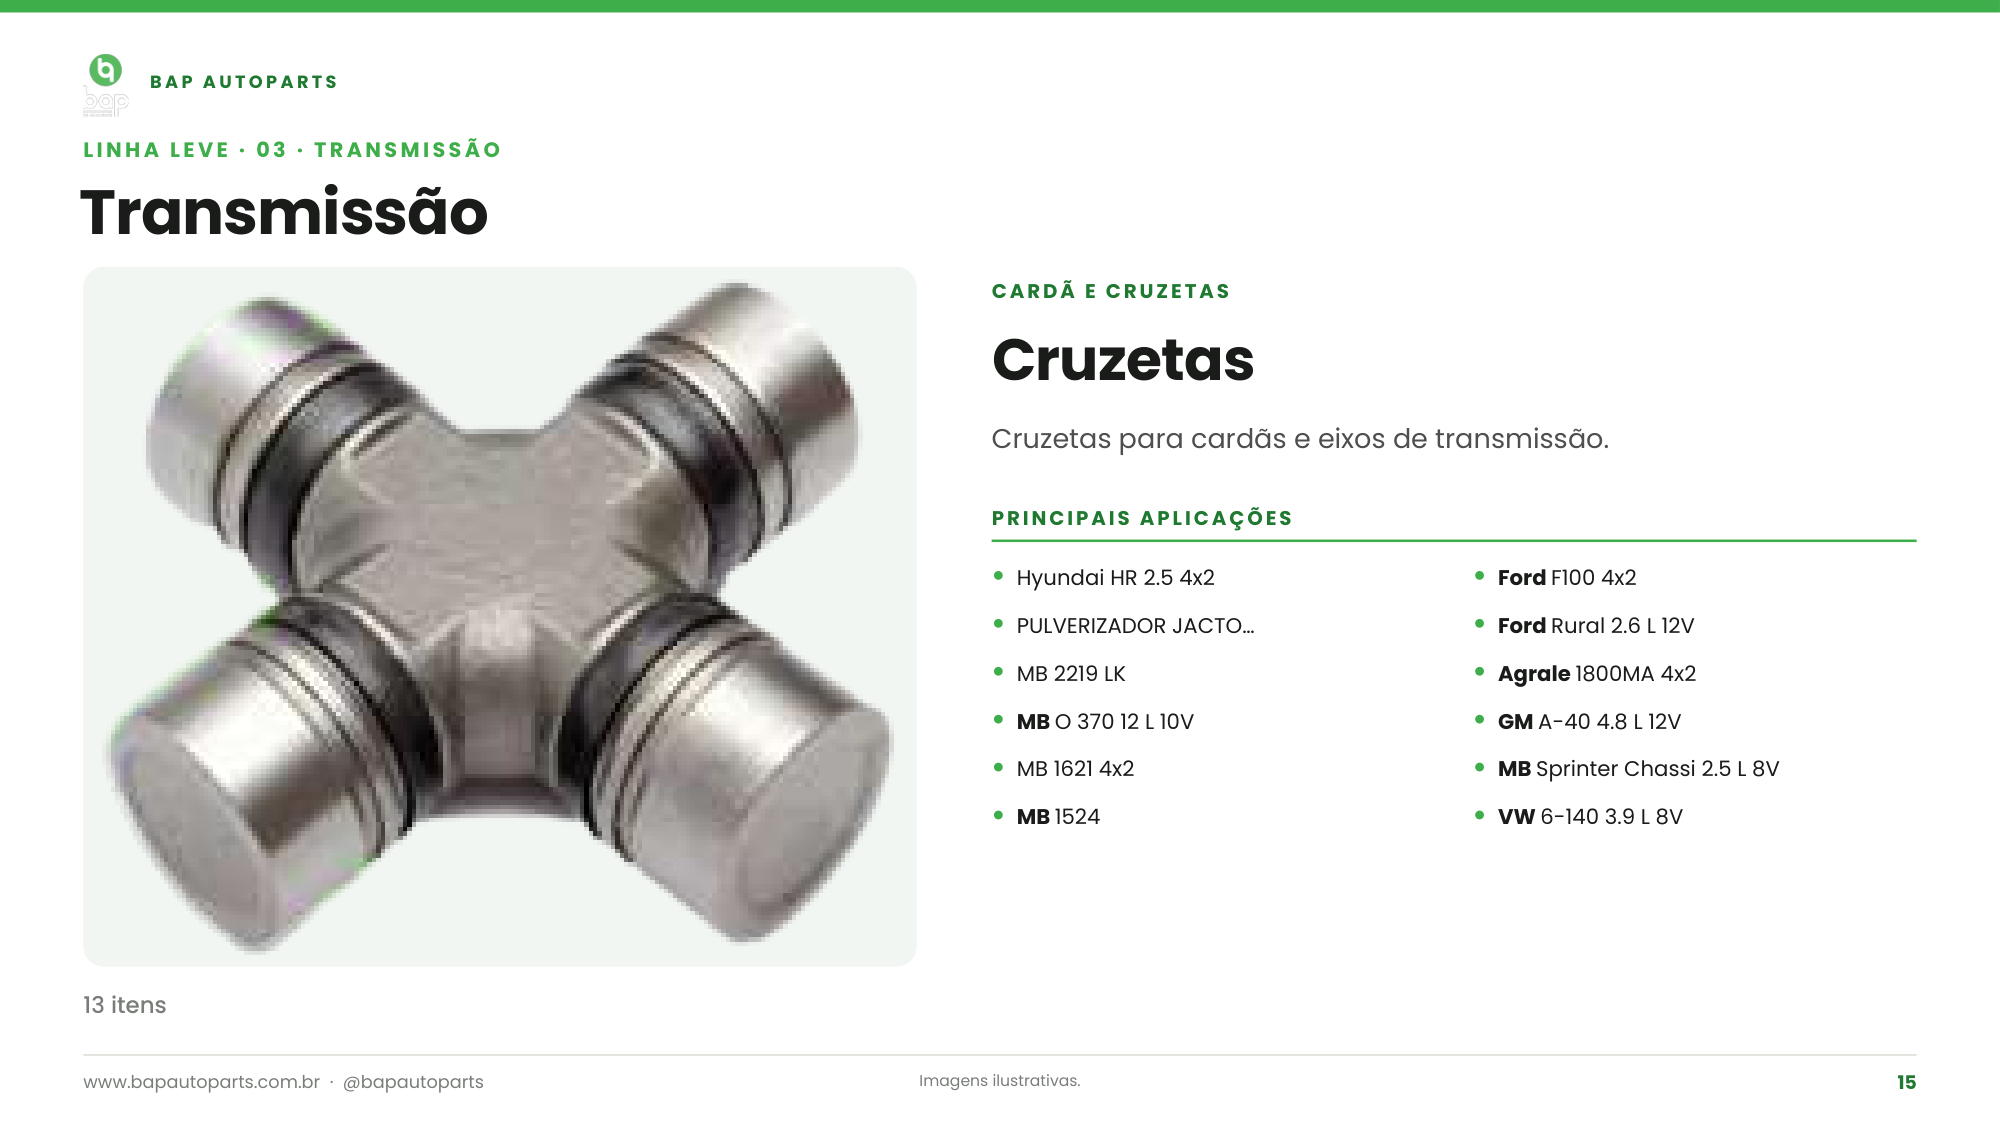 bap
BAP AUTOPARTS
LINHA LEVE · 03 · TRANSMISSÃO
Transmissão
CARDÃ E CRUZETAS
Cruzetas
Cruzetas para cardãs e eixos de transmissão.
PRINCIPAIS APLICAÇÕES
• Hyundai HR 2.5 4x2
• PULVERIZADOR JACTO...
• MB 2219 LK
• MB O 370 12 L 10V
• MB 1621 4x2
• MB 1524
• Ford F100 4x2
• Ford Rural 2.6 L 12V
• Agrale 1800MA 4x2
• GM A-40 4.8 L 12V
• MB Sprinter Chassi 2.5 L 8V
• VW 6-140 3.9 L 8V
13 itens
www.bapautoparts.com.br · @bapautoparts
Imagens ilustrativas.
15